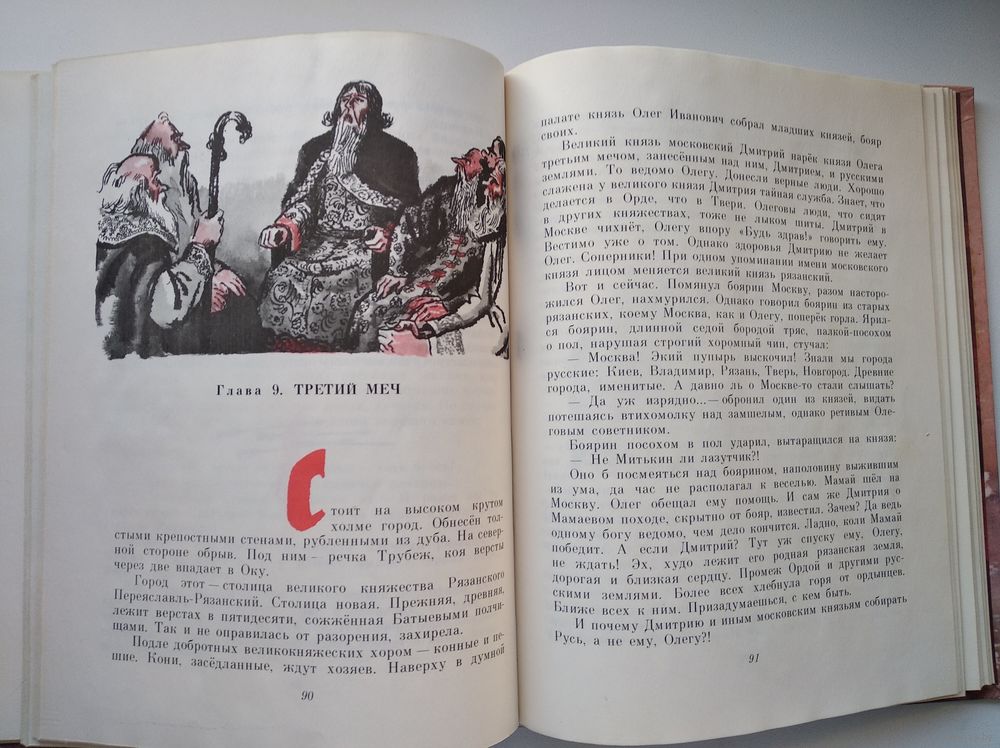 Глава 9. ТРЕТИЙ МЕЧ
Стоит на высоком крутом
холме город. Обнесён тол-
стыми крепостными стенами, рубленными из дуба. На север-
ной стороне обрыв. Под ним – речка Трубеж, коя версты
через две впадает в Оку.
Город этот — столица великого княжества Рязанского
Переяславль-Рязанский. Столица новая. Прежняя, древняя,
лежит верстах в пятидесяти, сожжённая Батыевыми полчи-
щами. Так и не оправилась от разорения, захирела.
Подле добротных великокняжеских хором — конные и пе-
шие. Кони, засёдланные, ждут хозяев. Наверху в думной
90
палате князь Олег Иванович собрал младших князей, бояр
своих.
Великий князь московский Дмитрий нарёк князя Олега
третьим мечом, занесённым над ним, Дмитрием, и русскими
землями. То ведомо Олегу. Донесли верные люди. Хорошо
слажена у великого князя Дмитрия тайная служба. Знает, что
делается в Орде, что в Твери. Олеговы люди, что сидят
в других княжествах, тоже не лыком шиты. Дмитрий в
Москве чихнёт, Олегу впору «Будь здрав!» говорить ему.
Вестимо уже о том. Однако здоровья Дмитрию не желает
Олег. Соперники! При одном упоминании имени московского
князя лицом меняется великий князь рязанский.
Вот и сейчас. Помянул боярин Москву, разом насторо-
жился Олег, нахмурился. Однако говорил боярин из старых
рязанских, коему Москва, как и Олегу, поперёк горла. Ярил-
ся боярин, длинной седой бородой тряс, палкой-посохом
о пол, нарушая строгий хоромный чин, стучал:
— Москва! Экий пупырь выскочил! Знали мы города
русские: Киев, Владимир, Рязань, Тверь, Новгород. Древние
города, именитые. А давно ль о Москве-то стали слышать?
— Да уж изрядно...— обронил один из князей, видать
потешаясь втихомолку над замшелым, однако ретивым Оле-
говым советником.
Боярин посохом в пол ударил, вытаращился на князя:
— Не Митькин ли лазутчик?!
Оно б посмеяться над боярином, наполовину выжившим
из ума, да час не располагал к веселью. Мамай шёл на
Москву. Олег обещал ему помощь. И сам же Дмитрия о
Мамаевом походе, скрытно от бояр, известил. Зачем? Да ведь
одному богу ведомо, чем дело кончится. Ладно, коли Мамай
победит. А если Дмитрий? Тут уж спуску ему, Олегу,
не ждать! Эх, худо лежит его родная рязанская земля,
дорогая и близкая сердцу. Промеж Ордой и другими рус-
скими землями. Более всех хлебнула горя от ордынцев.
Ближе всех к ним. Призадумаешься, с кем быть.
И почему Дмитрию и иным московским князьям собирать
Русь, а не ему, Олегу?!
91